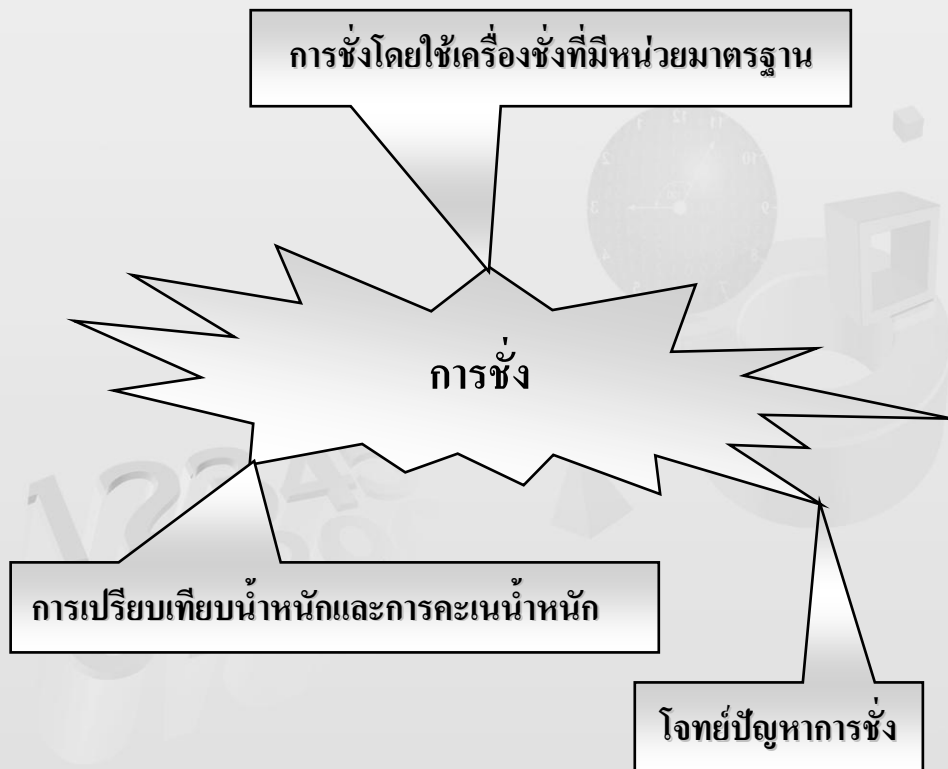 การชั่งโดยใช้เครื่องชั่งที่มีหน่วยมาตรฐาน
การชั่ง
การเปรียบเทียบน้ำหนักและการคะเนน้ำหนัก
โจทย์ปัญหาการชั่ง